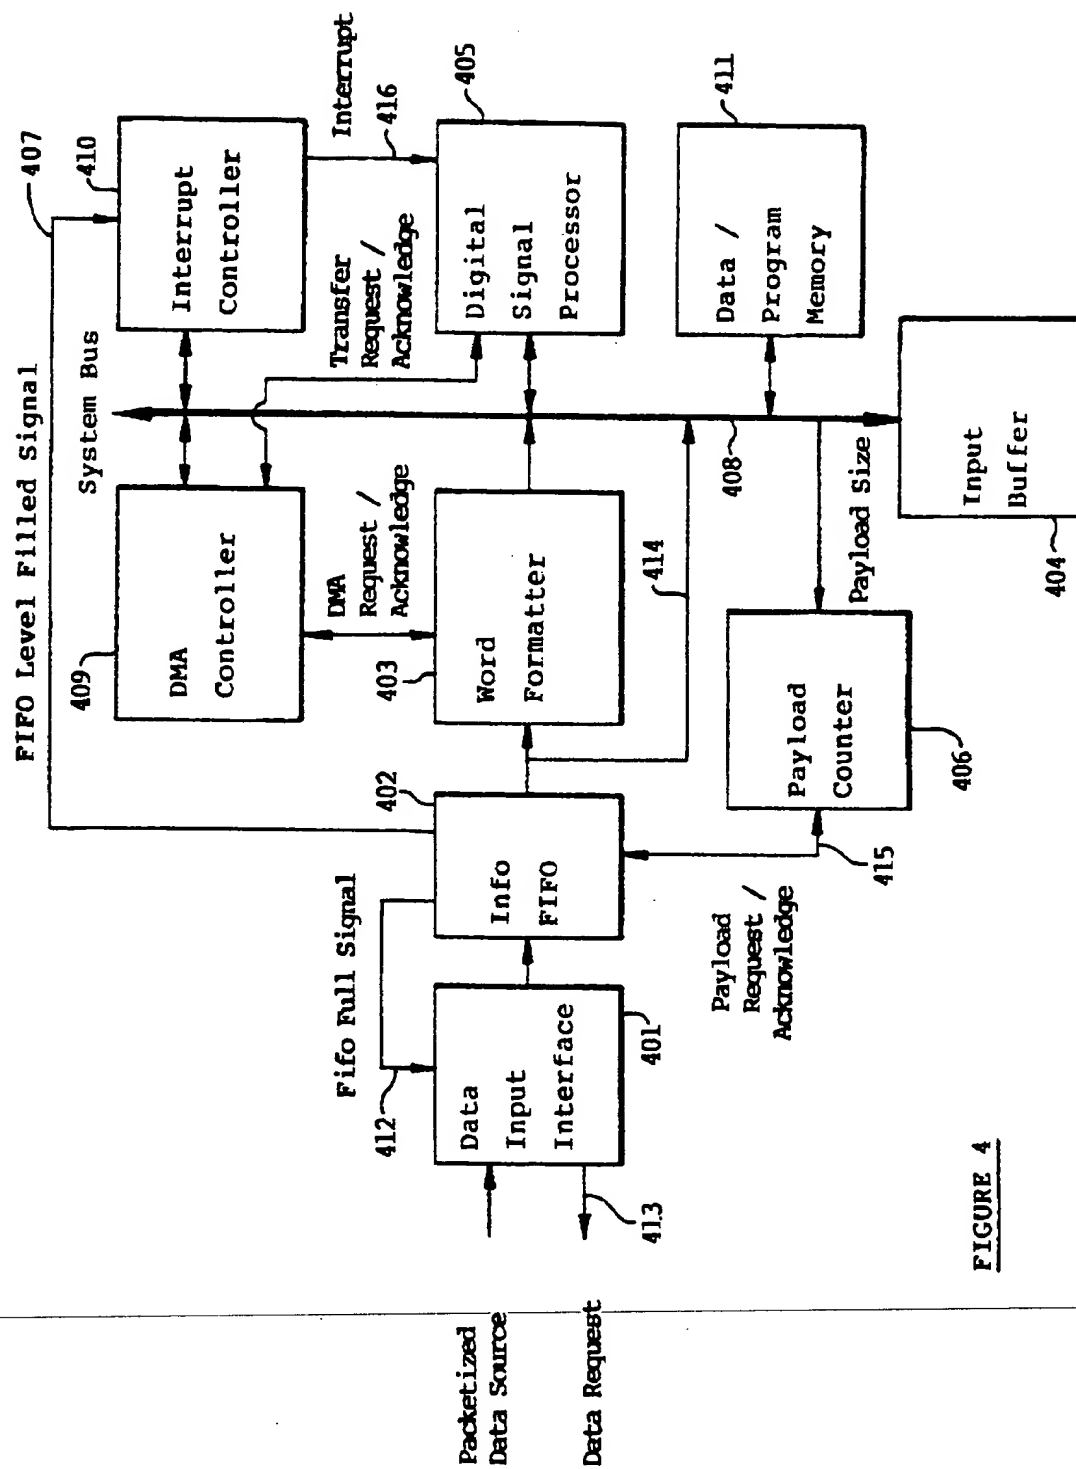 FIFO Level Filled Signal
407
System Bus
410
Interrupt
Controller
Interrupt
416
409
DMA
Controller
Transfer
Request /
Acknowledge
405
Digital
Signal
Processor
DMA
Request /
Acknowledge
403
Word
Formatter
411
Data /
Program
Memory
408
414
Fifo Full Signal
402
Info
FIFO
412
Data
Input
Interface
401
413
Packetized
Data Source
Data Request
Payload
Request /
Acknowledge
415
Payload
Counter
406
Payload Size
Input
Buffer
404
FIGURE 4